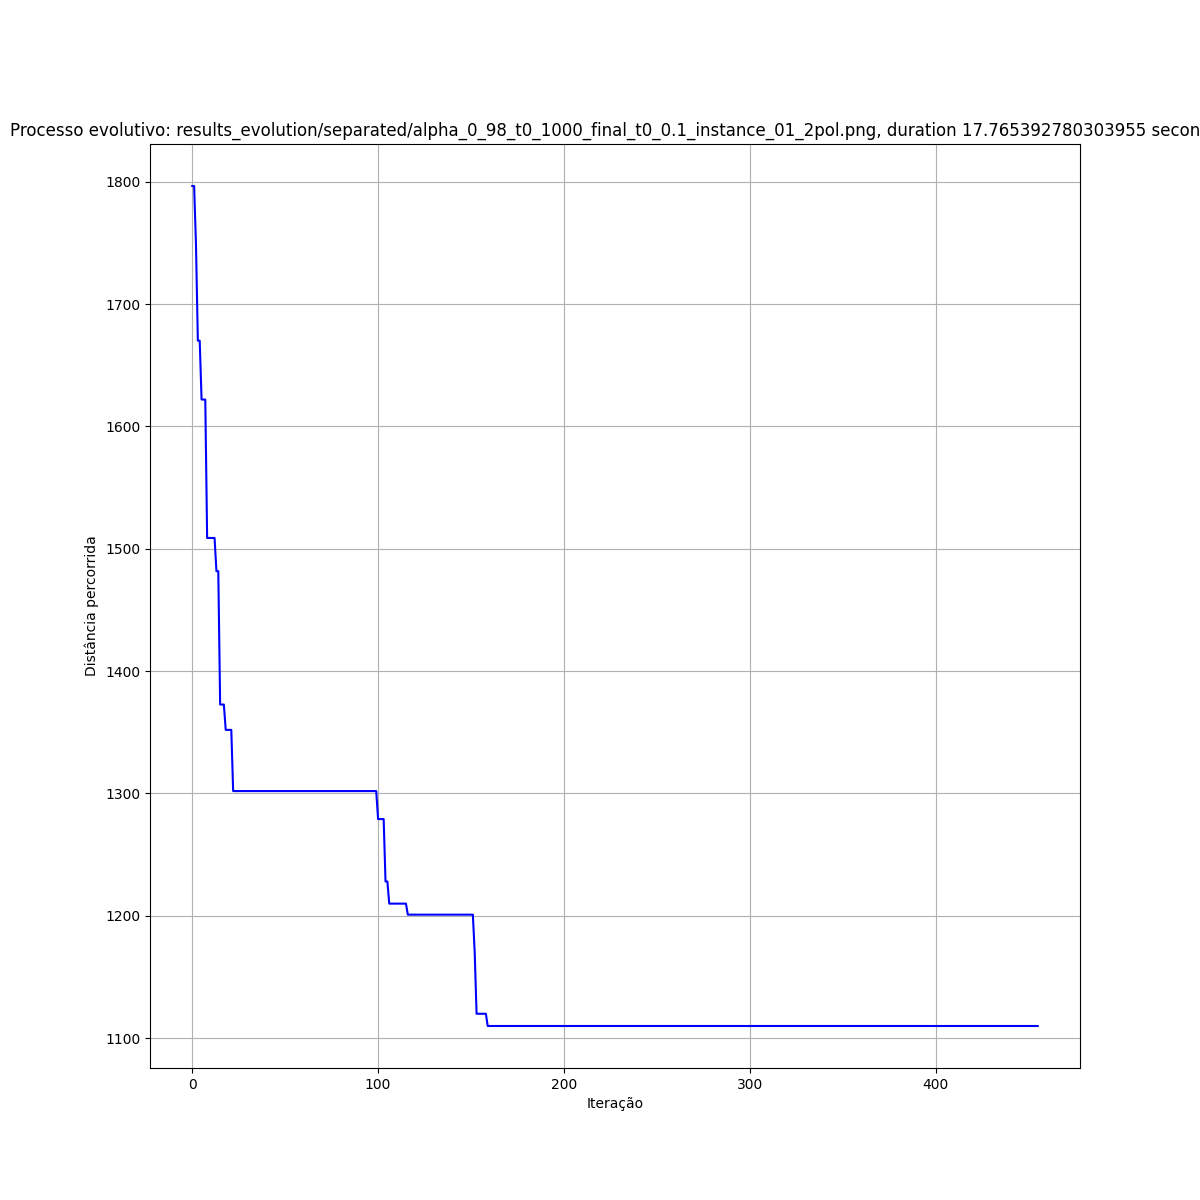 Processo evolutivo: results_evolution/separated/alpha_0_98_t0_1000_final_t0_0.1_instance_01_2pol.png, duration 17.765392780303955 secon
1800
1700
1600
1500
1400
1300
1200
1100
Distância percorrida
0 100 200 300 400
Iteração